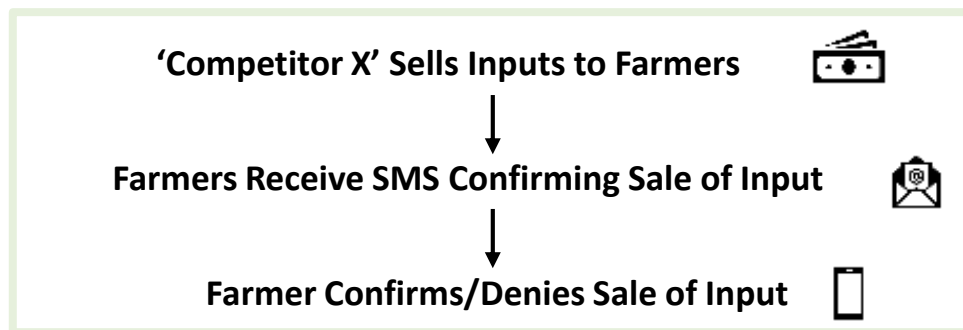 ‘Competitor X’ Sells Inputs to Farmers
Farmers Receive SMS Confirming Sale of Input
Farmer Confirms/Denies Sale of Input